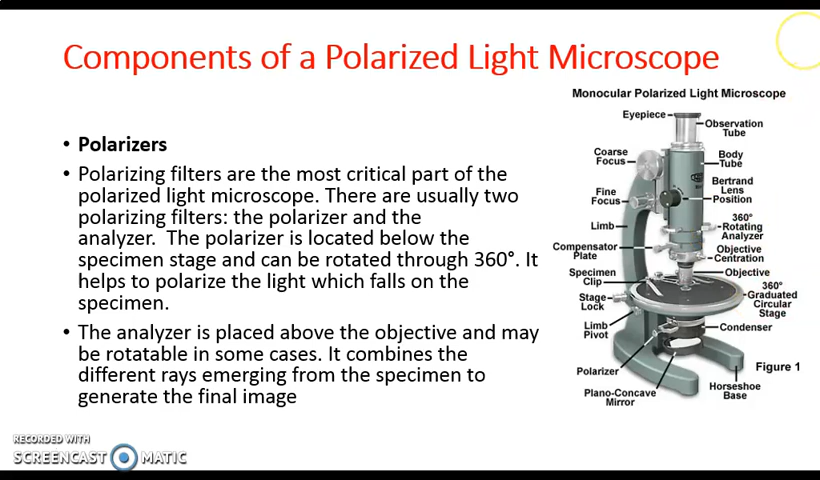 Components of a Polarized Light Microscope
• Polarizers
• Polarizing filters are the most critical part of the
polarized light microscope. There are usually two
polarizing filters: the polarizer and the
analyzer.  The polarizer is located below the
specimen stage and can be rotated through 360°. It
helps to polarize the light which falls on the
specimen.
• The analyzer is placed above the objective and may
be rotatable in some cases. It combines the
different rays emerging from the specimen to
generate the final image
Monocular Polarized Light Microscope
Eyepiece
Observation
Tube
Coarse
Focus
Body
Tube
Fine
Focus
Bertrand
Lens
Position
Limb
360°
Rotating
Analyzer
Compensator
Plate
Objective
Centration
Specimen
Clip
Objective
Stage
Lock
360°
Graduated
Circular
Stage
Limb
Pivot
Condenser
Polarizer
Figure 1
Plano-Concave
Mirror
Horseshoe
Base
RECORDED WITH
SCREENCAST MATIC